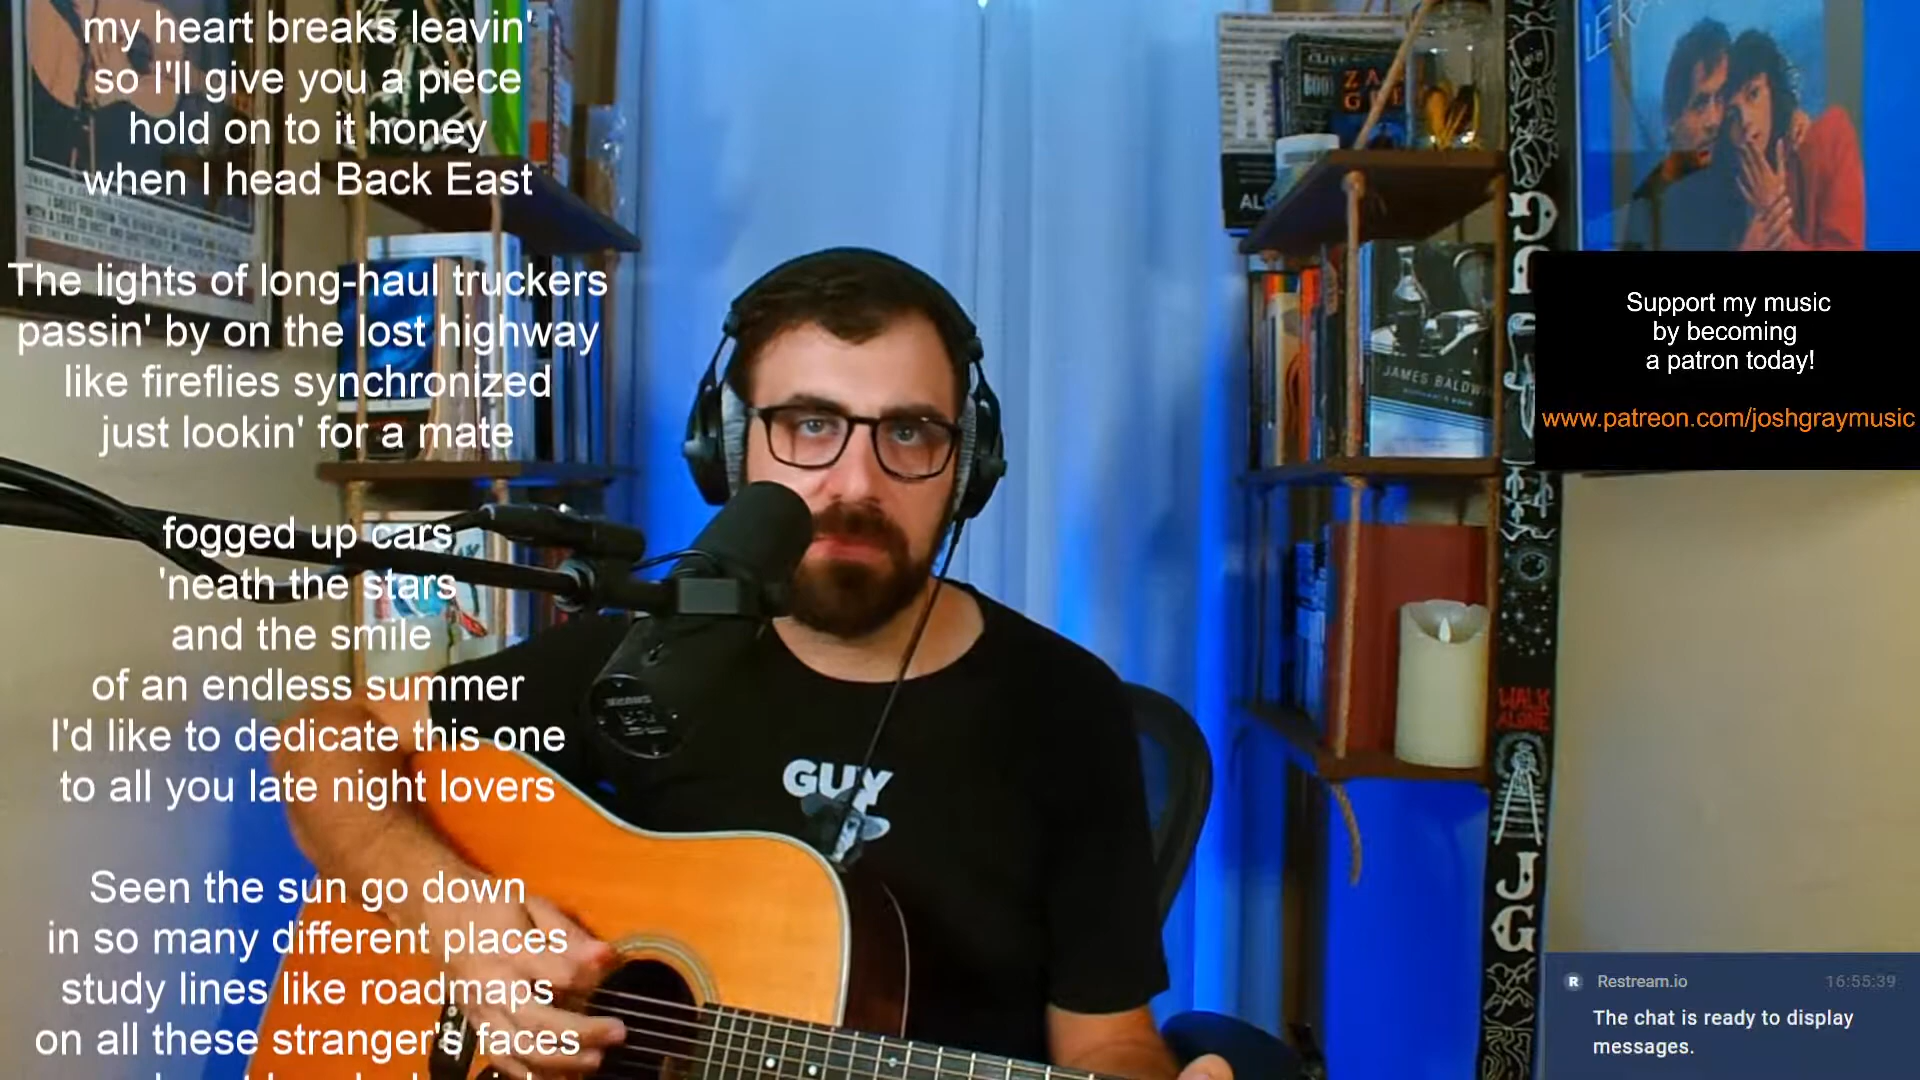 my heart breaks leavin'
so I'll give you a piece
hold on to it honey
when I head Back East
The lights of long-haul truckers
passin' by on the lost highway
like fireflies synchronized
just lookin' for a mate
fogged up cars
'neath the stars
and the smile
of an endless summer
I'd like to dedicate this one
to all you late night lovers
Seen the sun go down
in so many different places
study lines like roadmaps
on all these stranger's faces
GUY
JAMES BALDW
Support my music
by becoming
a patron today!
www.patreon.com/joshgraymusic
WALK
ALONE
JG
Restream.io
16:55:39
The chat is ready to display
messages.